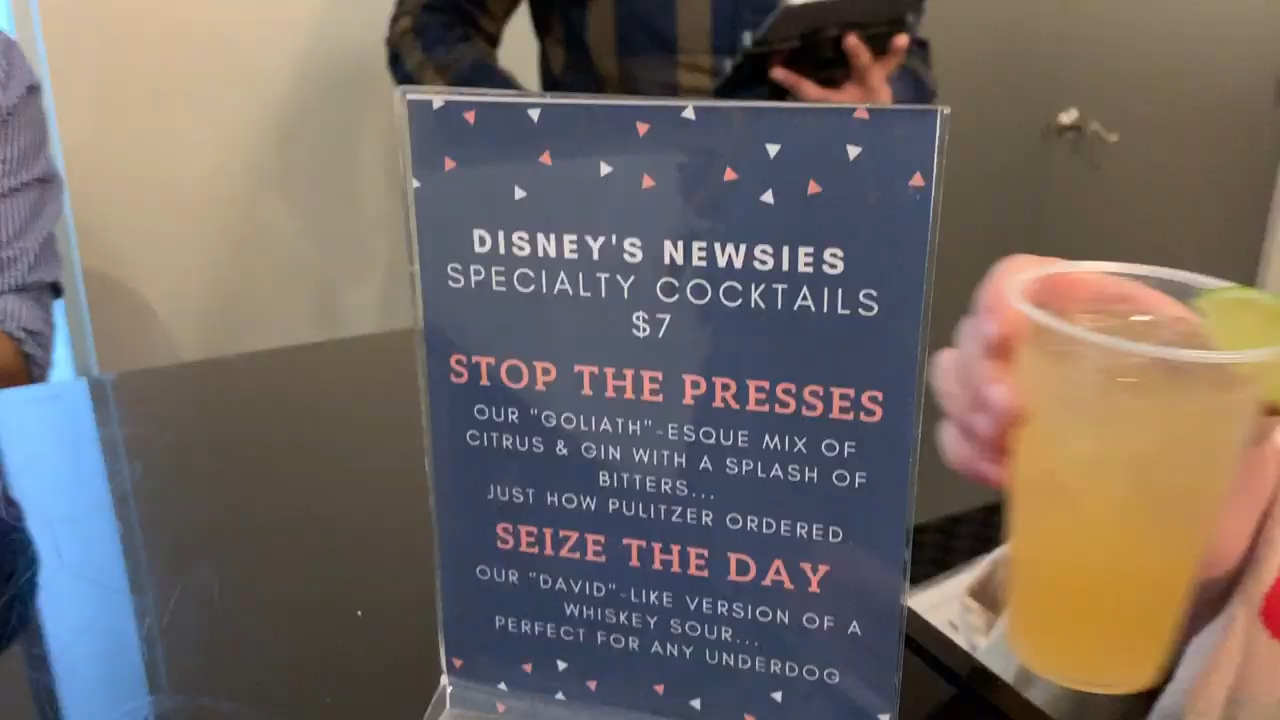 DISNEY'S NEWSIES
SPECIALTY COCKTAILS
$7
STOP THE PRESSES
OUR "GOLIATH"-ESQUE MIX OF
CITRUS & GIN WITH A SPLASH OF
BITTERS...
JUST HOW PULITZER ORDERED
SEIZE THE DAY
OUR "DAVID"-LIKE VERSION OF A
WHISKEY SOUR...
PERFECT FOR ANY UNDERDOG